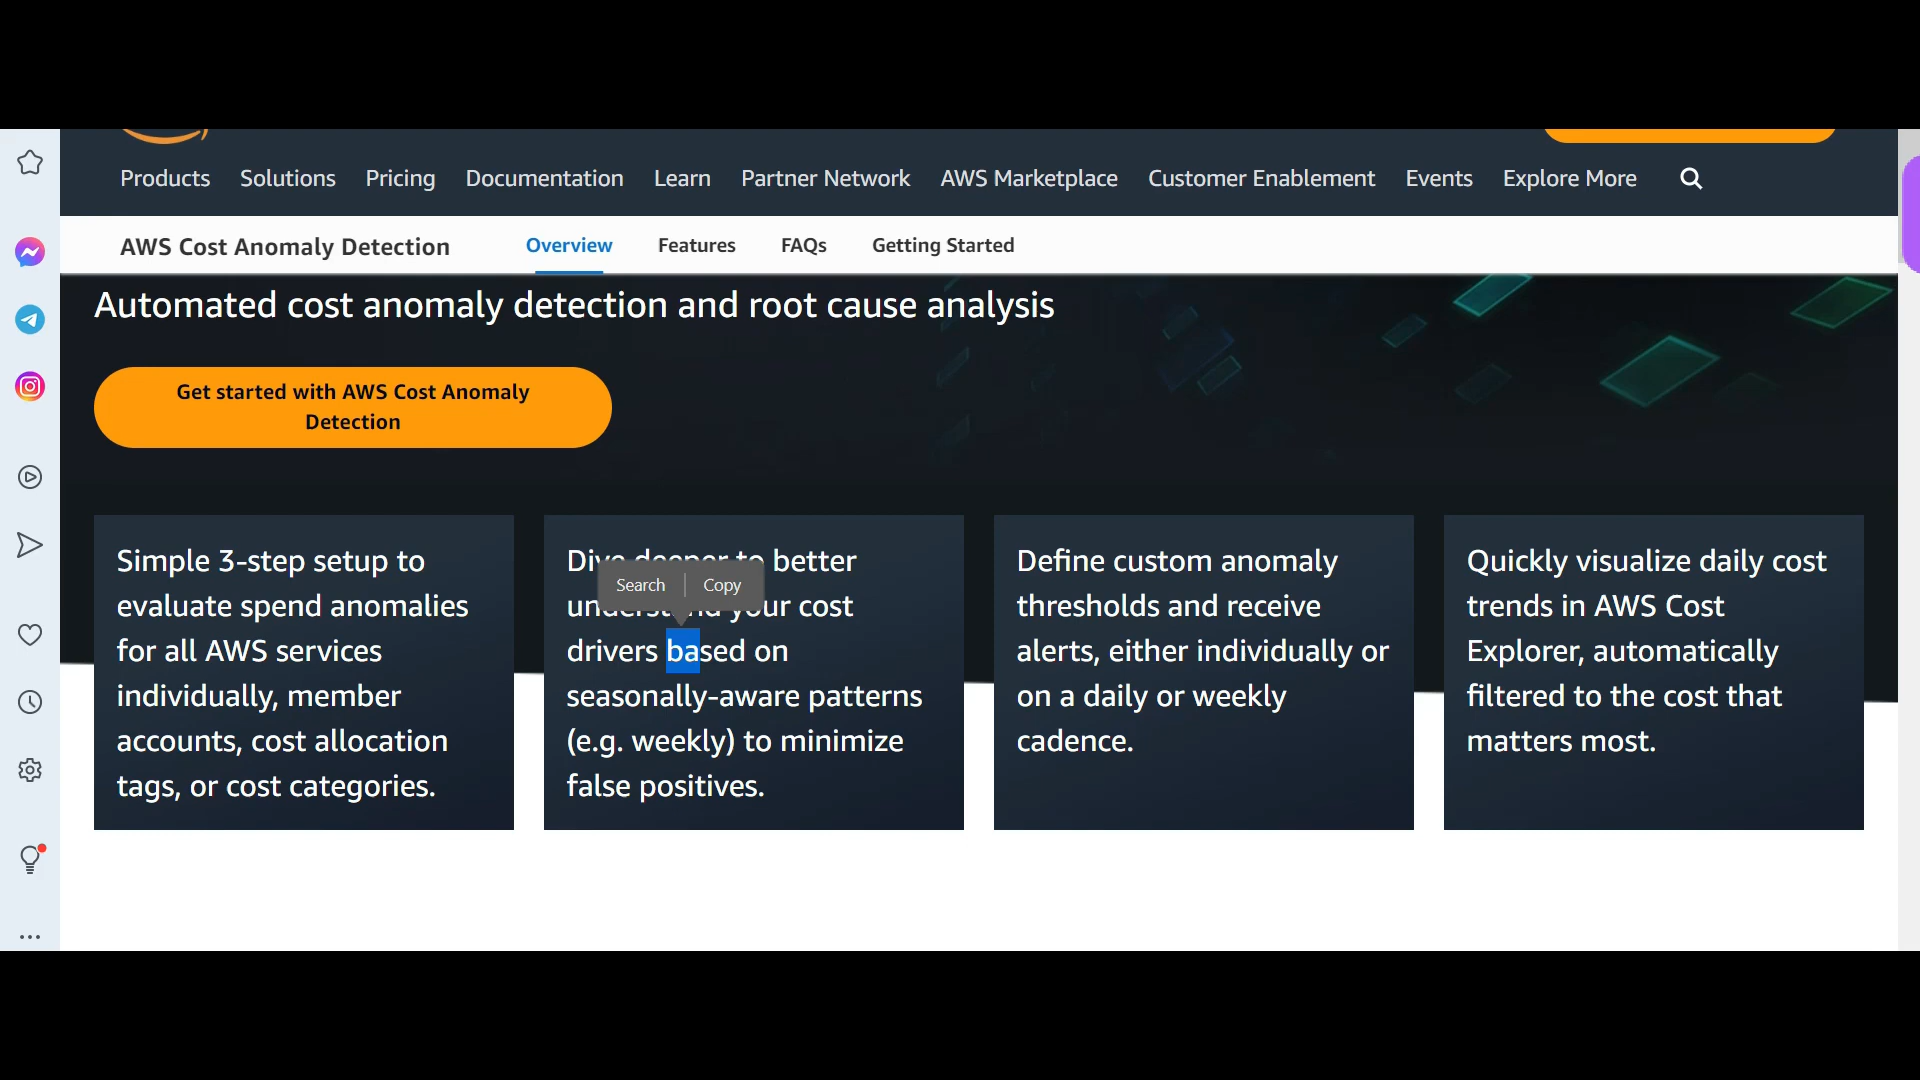 Products Solutions Pricing Documentation Learn Partner Network AWS Marketplace Customer Enablement Events Explore More
AWS Cost Anomaly Detection Overview Features FAQs Getting Started
Automated cost anomaly detection and root cause analysis
Get started with AWS Cost Anomaly
Detection
Simple 3-step setup to
evaluate spend anomalies
for all AWS services
individually, member
accounts, cost allocation
tags, or cost categories.
Dive deeper to better
understand your cost
drivers based on
seasonally-aware patterns
(e.g. weekly) to minimize
false positives.
Search Copy
Define custom anomaly
thresholds and receive
alerts, either individually or
on a daily or weekly
cadence.
Quickly visualize daily cost
trends in AWS Cost
Explorer, automatically
filtered to the cost that
matters most.